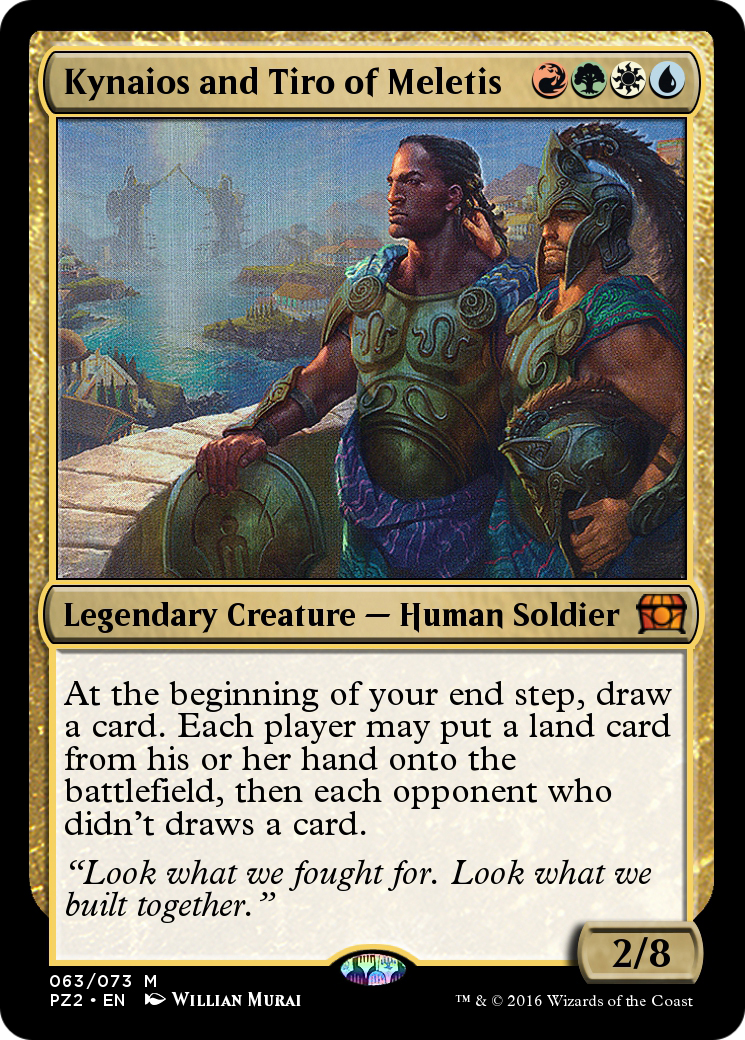 Kynaios and Tiro of Meletis
Legendary Creature — Human Soldier
At the beginning of your end step, draw
a card. Each player may put a land card
from his or her hand onto the
battlefield, then each opponent who
didn't draws a card.
“Look what we fought for. Look what we
built together.”
2/8
063/073 M
PZ2 • EN Willian Murai
™ & © 2016 Wizards of the Coast